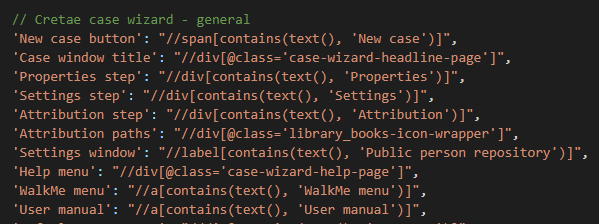 // Cretae case wizard - general
'New case button': "//span[contains(text(), 'New case')]",
'Case window title': "//div[@class='case-wizard-headline-page']",
'Properties step': "//div[contains(text(), 'Properties')]",
'Settings step': "//div[contains(text(), 'Settings')]",
'Attribution step': "//div[contains(text(), 'Attribution')]",
'Attribution paths': "//div[@class='library_books-icon-wrapper']",
'Settings window': "//label[contains(text(), 'Public person repository')]",
'Help menu': "//div[@class='case-wizard-help-page']",
'WalkMe menu': "//a[contains(text(), 'WalkMe menu')]",
'User manual': "//a[contains(text(), 'User manual')]",